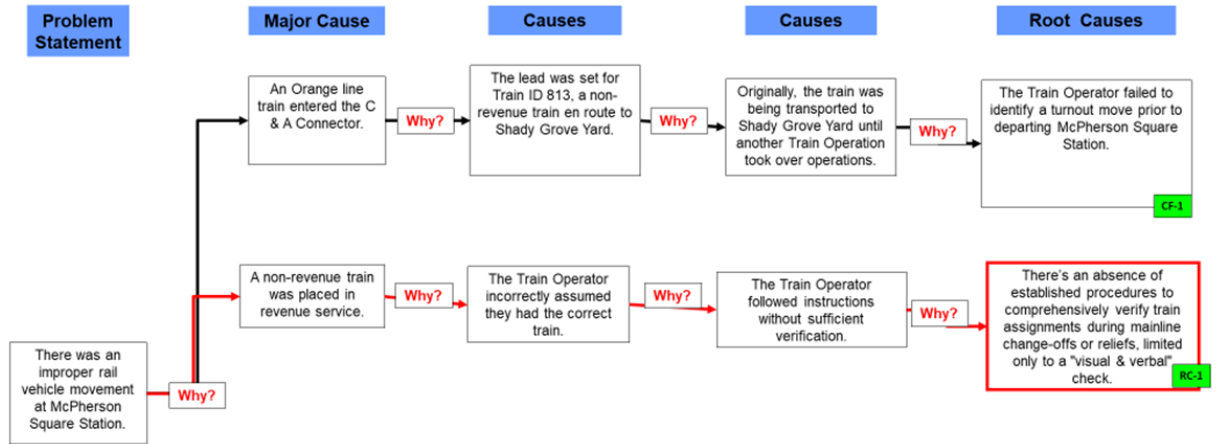 Problem
Statement
Major Cause
Causes
Causes
Root Causes
An Orange line
train entered the C
& A Connector.
Why?
The lead was set for
Train ID 813, a non-
revenue train en route to
Shady Grove Yard.
Why?
Originally, the train was
being transported to
Shady Grove Yard until
another Train Operation
took over operations.
Why?
The Train Operator failed to
identify a turnout move prior to
departing McPherson Square
Station.
CF-1
A non-revenue train
was placed in
revenue service.
Why?
The Train Operator
incorrectly assumed
they had the correct
train.
Why?
The Train Operator
followed instructions
without sufficient
verification.
Why?
There's an absence of
established procedures to
comprehensively verify train
assignments during mainline
change-offs or reliefs, limited
only to a "visual & verbal"
check.
RC-1
There was an
improper rail
vehicle movement
at McPherson
Square Station.
Why?